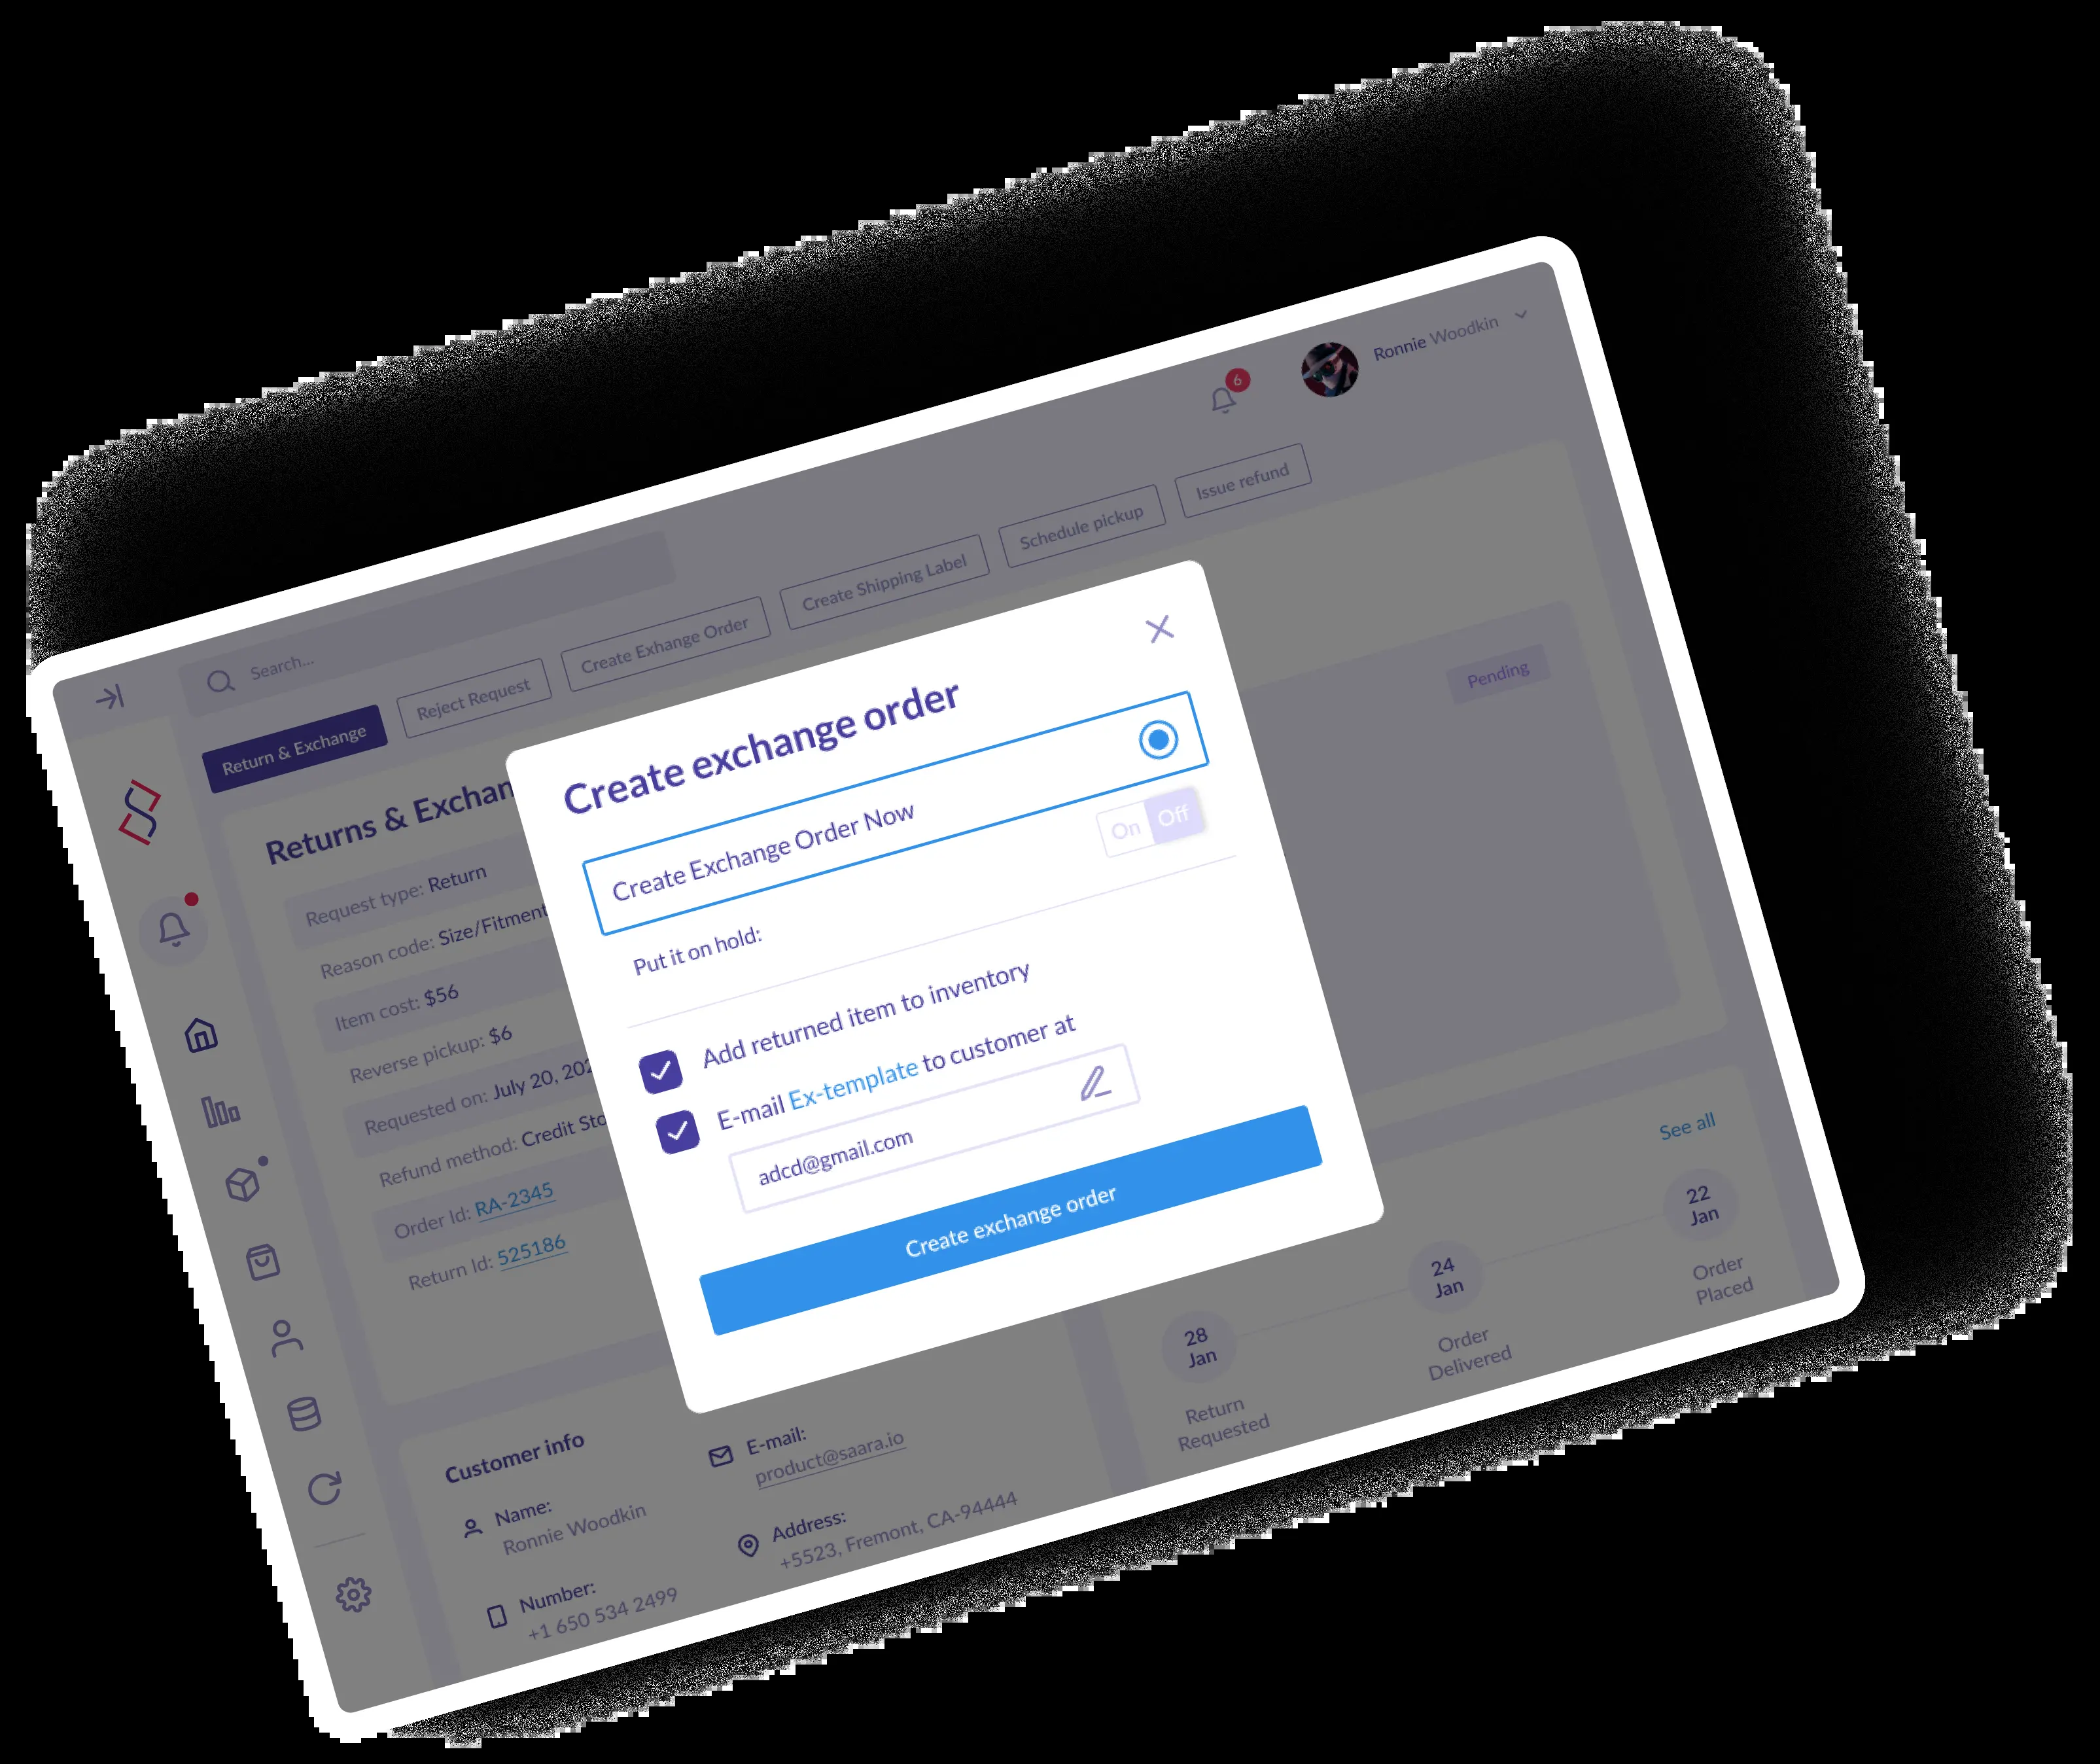 6
Ronnie Woodkin
Search...
Return & Exchange
Reject Request
Create Exhange Order
Create Shipping Label
Schedule pickup
Issue refund
Returns &
Pending
Request type: Return
Reason code: Size/Fitment
Item cost: $56
Reverse pickup: $6
Requested on: July 20,
Refund method: Credit
Order Id: RA-2345
Return Id: 525186
Create exchange order
Create Exchange Order Now
Put it on hold:
On Off
Add returned item to inventory
E-mail Ex-template to customer at
adcd@gmail.com
Create exchange order
See all
28
Jan
Return
Requested
24
Jan
Order
Delivered
22
Jan
Order
Placed
Customer info
Name:
Ronnie Woodkin
E-mail:
product@saara.io
Number:
+1 650 534 2499
Address:
+5523, Fremont, CA-94444